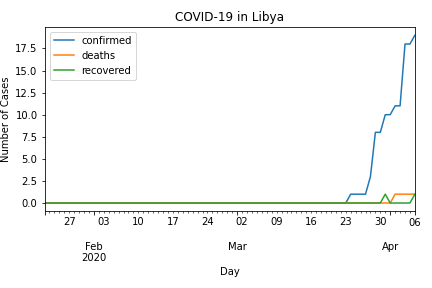 COVID-19 in Libya
confirmed
deaths
recovered
Number of Cases
17.5
15.0
12.5
10.0
7.5
5.0
2.5
0.0
27 03 10 17 24 02 09 16 23 30 06
Feb Mar Apr
2020
Day